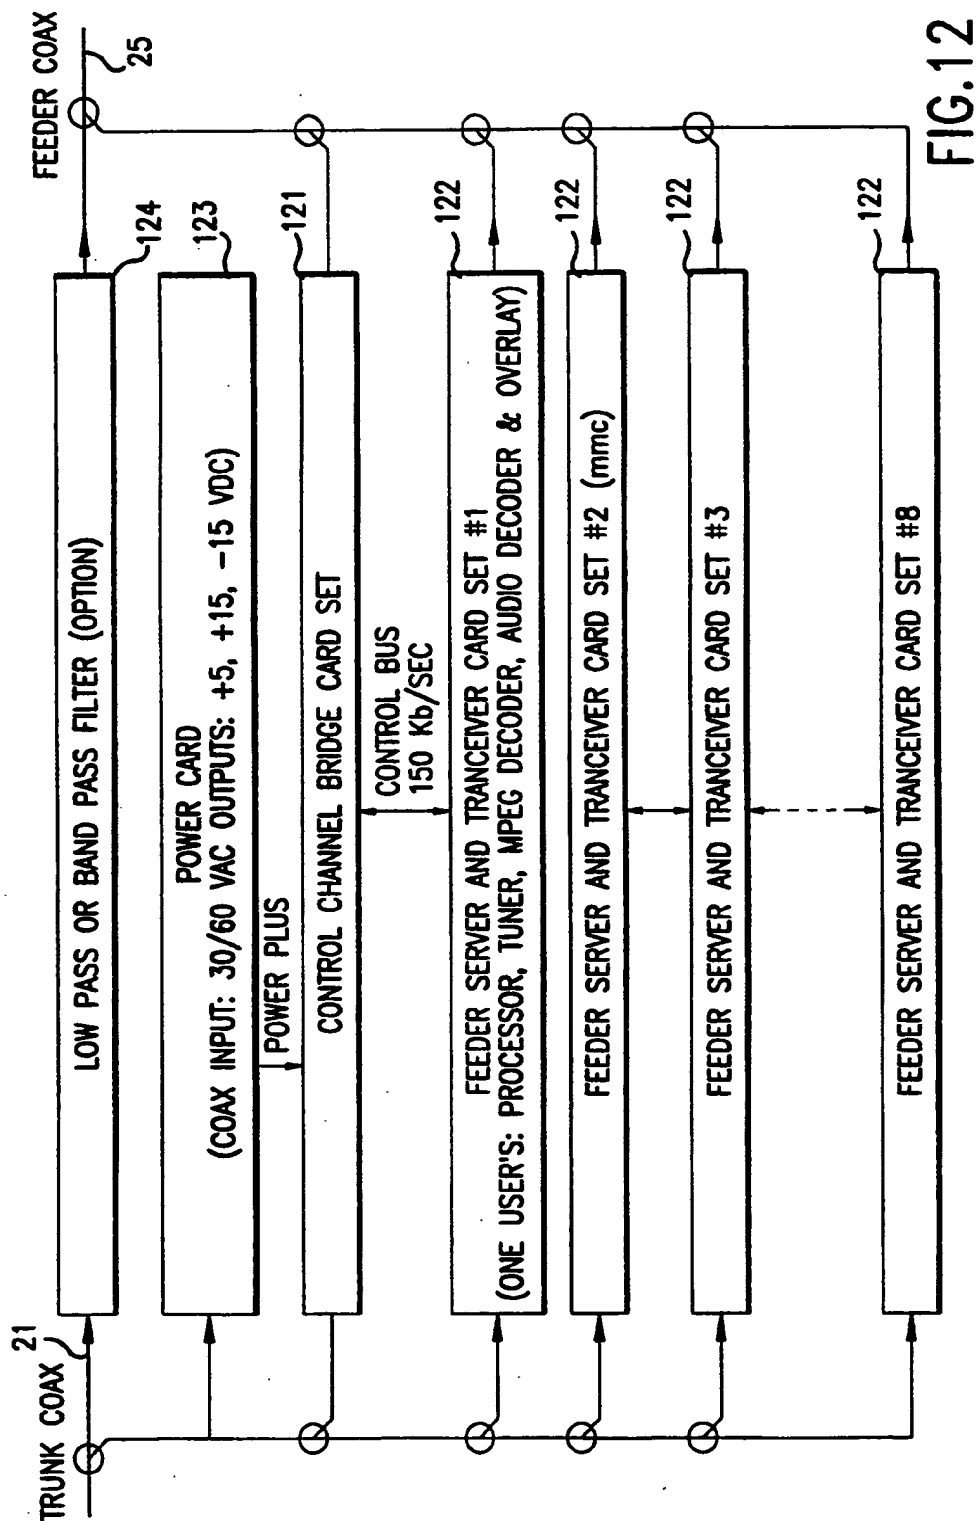 TRUNK COAX
21
FEEDER COAX
25
LOW PASS OR BAND PASS FILTER (OPTION)
124
POWER CARD
(COAX INPUT: 30/60 VAC OUTPUTS: +5, +15, −15 VDC)
123
POWER PLUS
CONTROL CHANNEL BRIDGE CARD SET
121
CONTROL BUS
150 Kb/SEC
FEEDER SERVER AND TRANCEIVER CARD SET #1
(ONE USER'S: PROCESSOR, TUNER, MPEG DECODER, AUDIO DECODER & OVERLAY)
122
FEEDER SERVER AND TRANCEIVER CARD SET #2 (mmc)
122
FEEDER SERVER AND TRANCEIVER CARD SET #3
122
FEEDER SERVER AND TRANCEIVER CARD SET #8
122
FIG.12